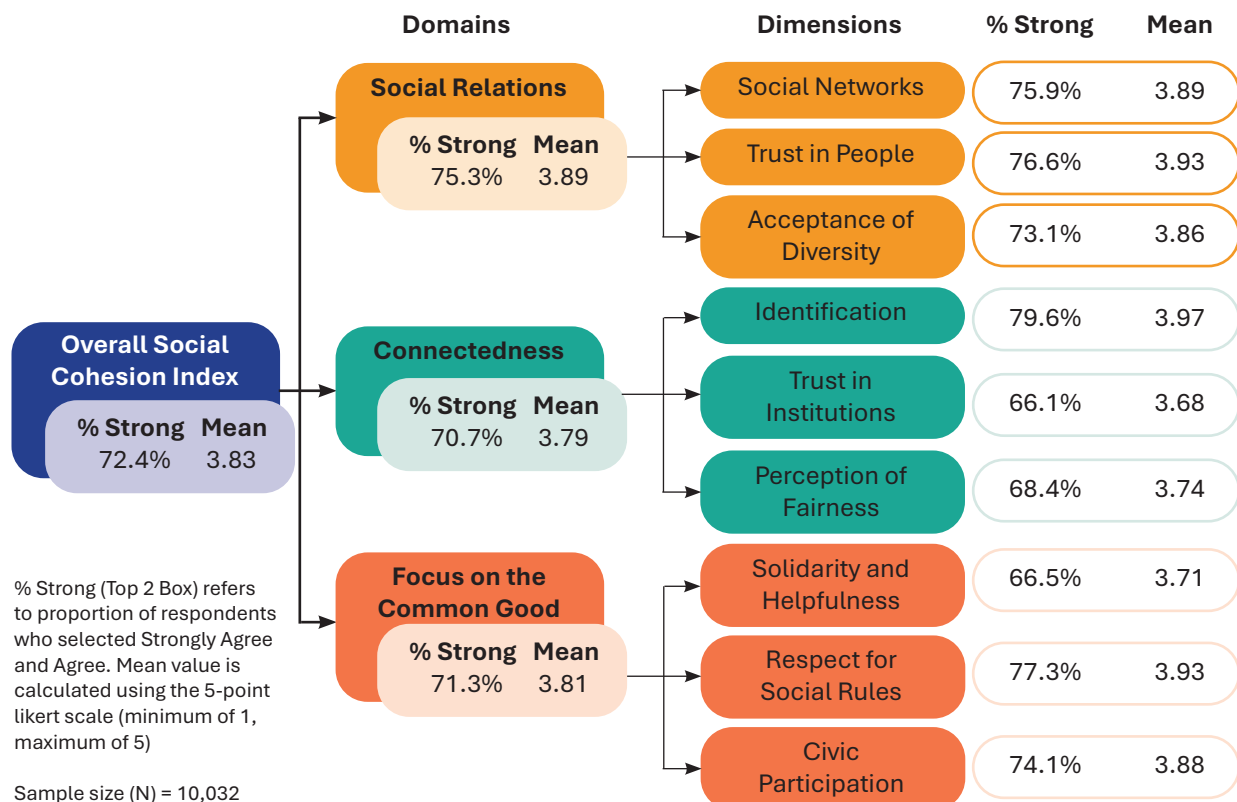 Domains
Dimensions
% Strong
Mean
Overall Social
Cohesion Index
% Strong Mean
72.4% 3.83
Social Relations
% Strong Mean
75.3% 3.89
Social Networks
75.9% 3.89
Trust in People
76.6% 3.93
Acceptance of
Diversity
73.1% 3.86
Connectedness
% Strong Mean
70.7% 3.79
Identification
79.6% 3.97
Trust in
Institutions
66.1% 3.68
Perception of
Fairness
68.4% 3.74
Focus on the
Common Good
% Strong Mean
71.3% 3.81
Solidarity and
Helpfulness
66.5% 3.71
Respect for
Social Rules
77.3% 3.93
Civic
Participation
74.1% 3.88
% Strong (Top 2 Box) refers
to proportion of respondents
who selected Strongly Agree
and Agree. Mean value is
calculated using the 5-point
likert scale (minimum of 1,
maximum of 5)
Sample size (N) = 10,032